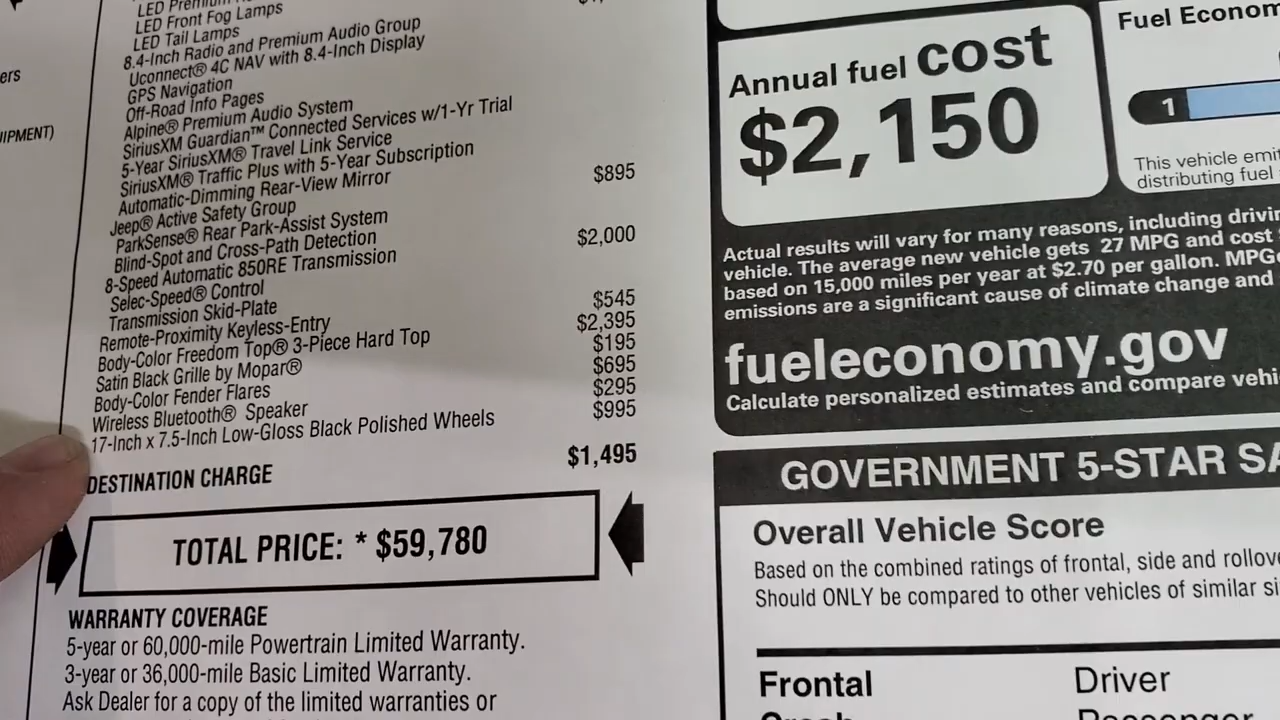 LED Premium
LED Front Fog Lamps
LED Tail Lamps
8.4-Inch Radio and Premium Audio Group
Uconnect® 4C NAV with 8.4-Inch Display
GPS Navigation
Off-Road Info Pages
Alpine® Premium Audio System
SiriusXM Guardian™ Connected Services w/1-Yr Trial
5-Year SiriusXM® Travel Link Service
SiriusXM® Traffic Plus with 5-Year Subscription
Automatic-Dimming Rear-View Mirror
Jeep® Active Safety Group $895
ParkSense® Rear Park-Assist System
Blind-Spot and Cross-Path Detection
8-Speed Automatic 850RE Transmission $2,000
Selec-Speed® Control
Transmission Skid-Plate
Remote-Proximity Keyless-Entry $545
Body-Color Freedom Top® 3-Piece Hard Top $2,395
Satin Black Grille by Mopar® $195
Body-Color Fender Flares $695
Wireless Bluetooth® Speaker $295
17-Inch x 7.5-Inch Low-Gloss Black Polished Wheels $995
DESTINATION CHARGE $1,495
TOTAL PRICE: * $59,780
WARRANTY COVERAGE
5-year or 60,000-mile Powertrain Limited Warranty.
3-year or 36,000-mile Basic Limited Warranty.
Ask Dealer for a copy of the limited warranties or
ers
UIPMENT)
Annual fuel cost
$2,150
Fuel Econom
1
This vehicle emit
distributing fuel
Actual results will vary for many reasons, including drivin
vehicle. The average new vehicle gets 27 MPG and cost
based on 15,000 miles per year at $2.70 per gallon. MPG
emissions are a significant cause of climate change and
fueleconomy.gov
Calculate personalized estimates and compare vehi
GOVERNMENT 5-STAR SA
Overall Vehicle Score
Based on the combined ratings of frontal, side and rollov
Should ONLY be compared to other vehicles of similar si
Frontal Driver
Crash Passenger